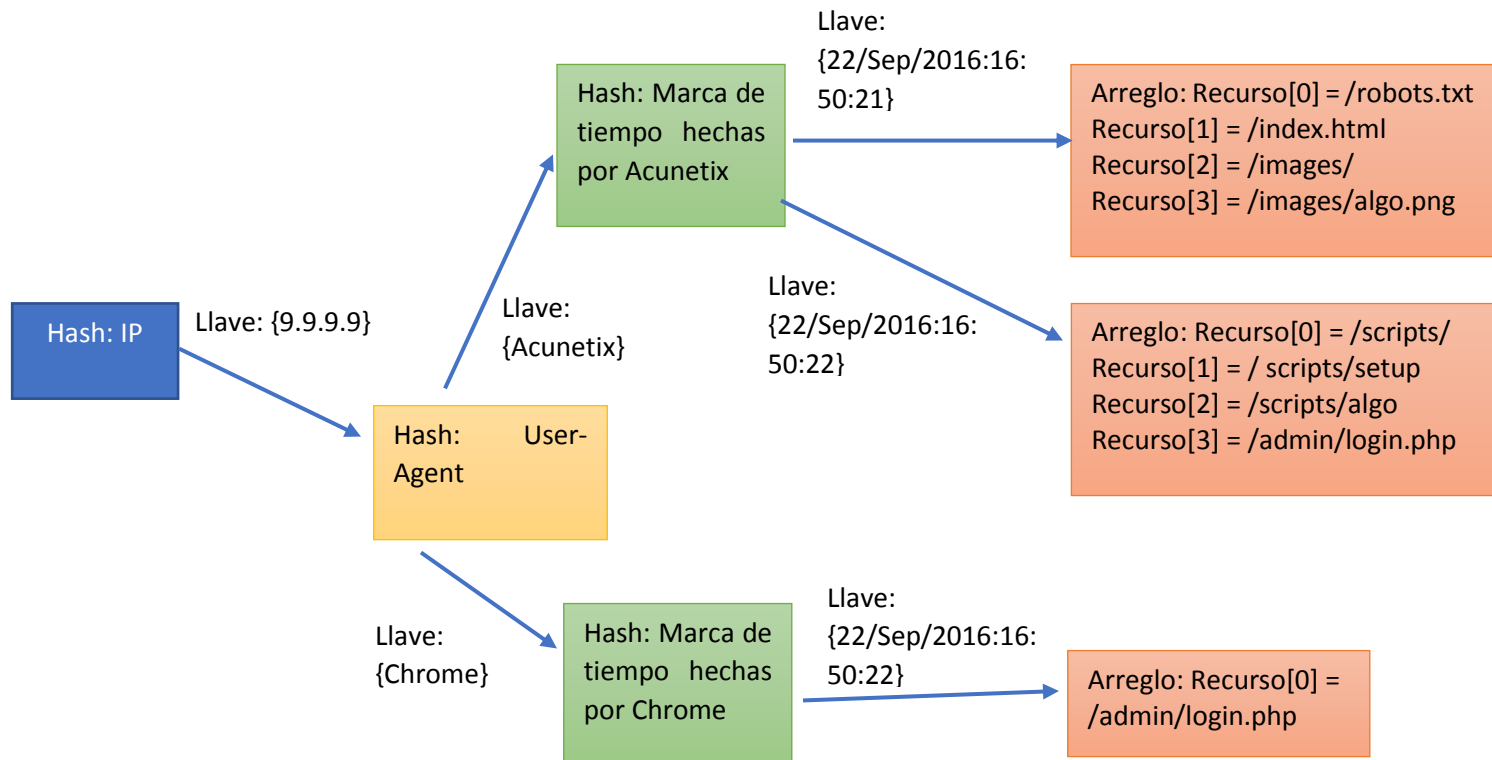 Hash: IP
Llave: {9.9.9.9}
Hash: User-
Agent
Llave:
{Acunetix}
Hash: Marca de
tiempo hechas
por Acunetix
Llave:
{22/Sep/2016:16:
50:21}
Arreglo: Recurso[0] = /robots.txt
Recurso[1] = /index.html
Recurso[2] = /images/
Recurso[3] = /images/algo.png
Llave:
{22/Sep/2016:16:
50:22}
Arreglo: Recurso[0] = /scripts/
Recurso[1] = / scripts/setup
Recurso[2] = /scripts/algo
Recurso[3] = /admin/login.php
Llave:
{Chrome}
Hash: Marca de
tiempo hechas
por Chrome
Llave:
{22/Sep/2016:16:
50:22}
Arreglo: Recurso[0] =
/admin/login.php